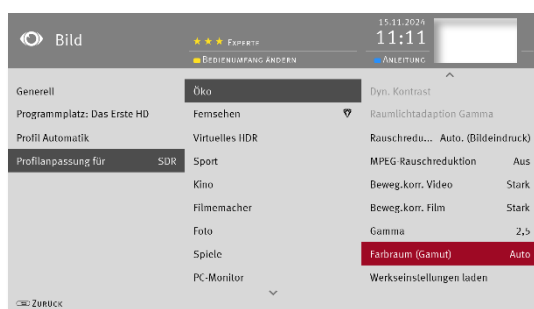 Bild
★★★ EXPERTE
BEDIENUMFANG ÄNDERN
15.11.2024
11:11
ANLEITUNG
Generell
Programmplatz: Das Erste HD
Profil Automatik
Profilanpassung für SDR
Öko
Fernsehen
Virtuelles HDR
Sport
Kino
Filmemacher
Foto
Spiele
PC-Monitor
Dyn. Kontrast
Raumlichtadaption Gamma
Rauschredu... Auto. (Bildeindruck)
MPEG-Rauschreduktion Aus
Beweg.korr. Video Stark
Beweg.korr. Film Stark
Gamma 2,5
Farbraum (Gamut) Auto
Werkseinstellungen laden
ZURÜCK